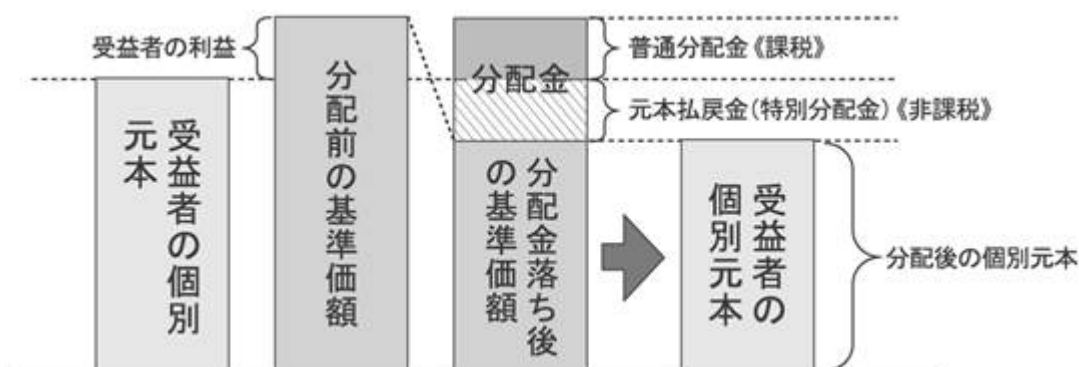 受益者の利益
受益者の個別
元本
分配前の基準価額
分配金
分配金落ち後
の基準価額
普通分配金《課税》
元本払戻金(特別分配金)《非課税》
受益者の
個別元本
分配後の個別元本